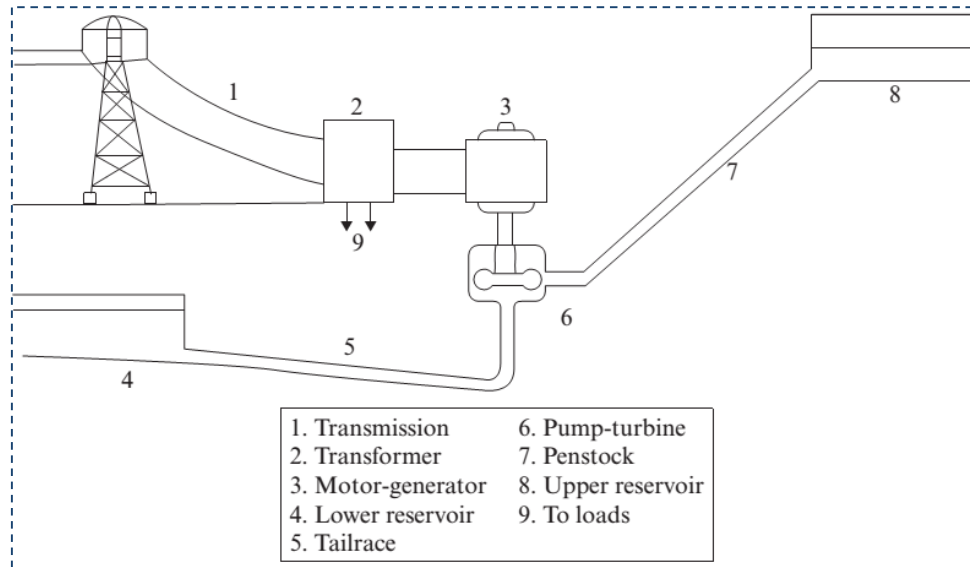 1
2
3
8
7
9
6
5
4
1. Transmission
2. Transformer
3. Motor-generator
4. Lower reservoir
5. Tailrace
6. Pump-turbine
7. Penstock
8. Upper reservoir
9. To loads